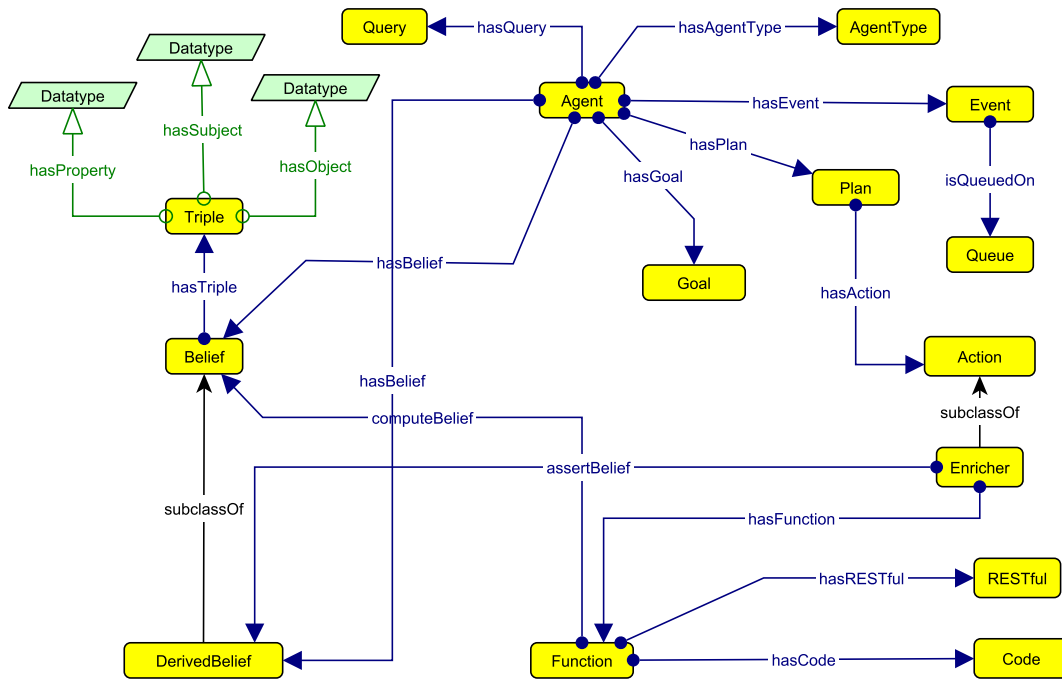 Query
hasQuery
hasAgentType
AgentType
Datatype
Datatype
Datatype
Agent
hasEvent
Event
hasSubject
hasProperty
hasObject
hasPlan
hasGoal
Plan
isQueuedOn
Triple
Queue
hasBelief
Goal
hasTriple
hasAction
Belief
Action
hasBelief
computeBelief
subclassOf
assertBelief
Enricher
subclassOf
hasFunction
hasRESTful
RESTful
DerivedBelief
Function
hasCode
Code